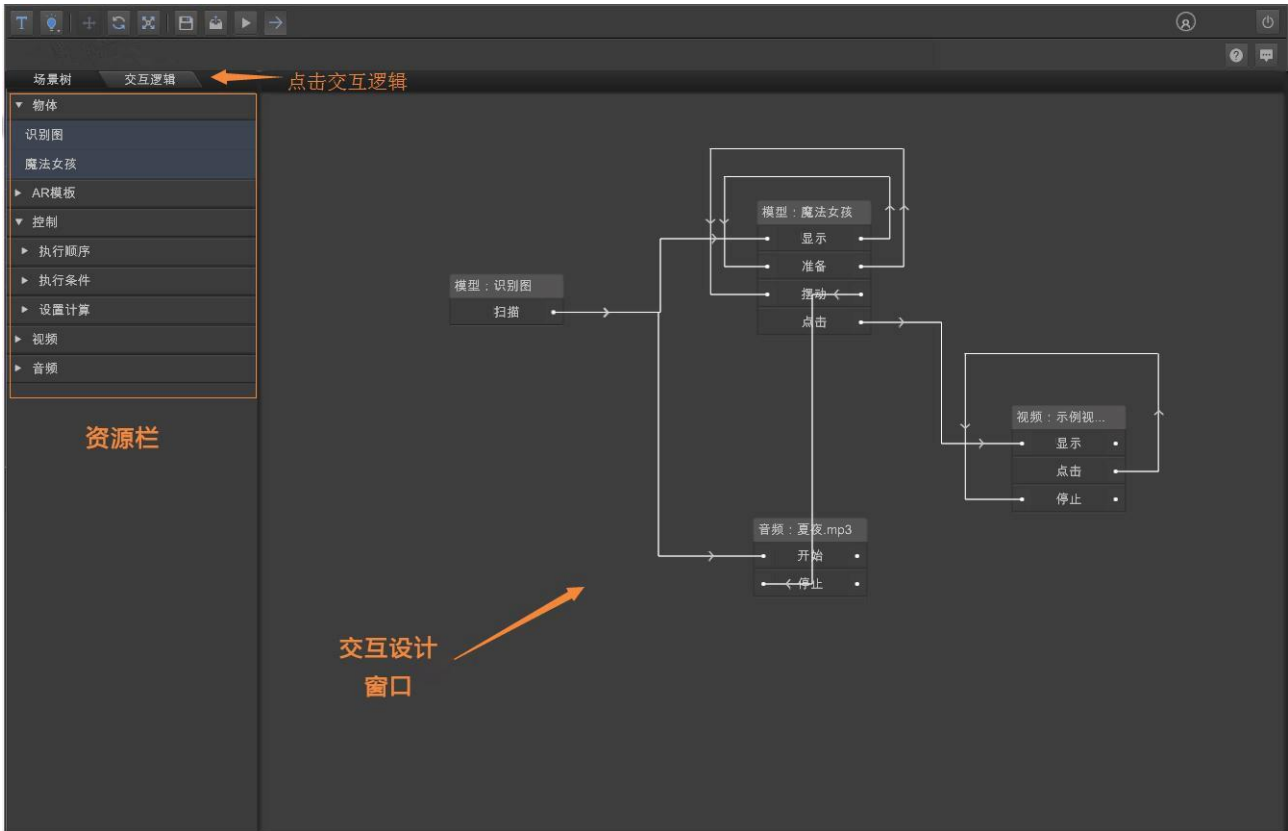 T
场景树
交互逻辑
点击交互逻辑
物体
识别图
魔法女孩
AR模板
控制
执行顺序
执行条件
设置计算
视频
音频
资源栏
模型：识别图
扫描
模型：魔法女孩
显示
准备
摆动
点击
视频：示例视...
显示
点击
停止
音频：夏夜.mp3
开始
停止
交互设计
窗口